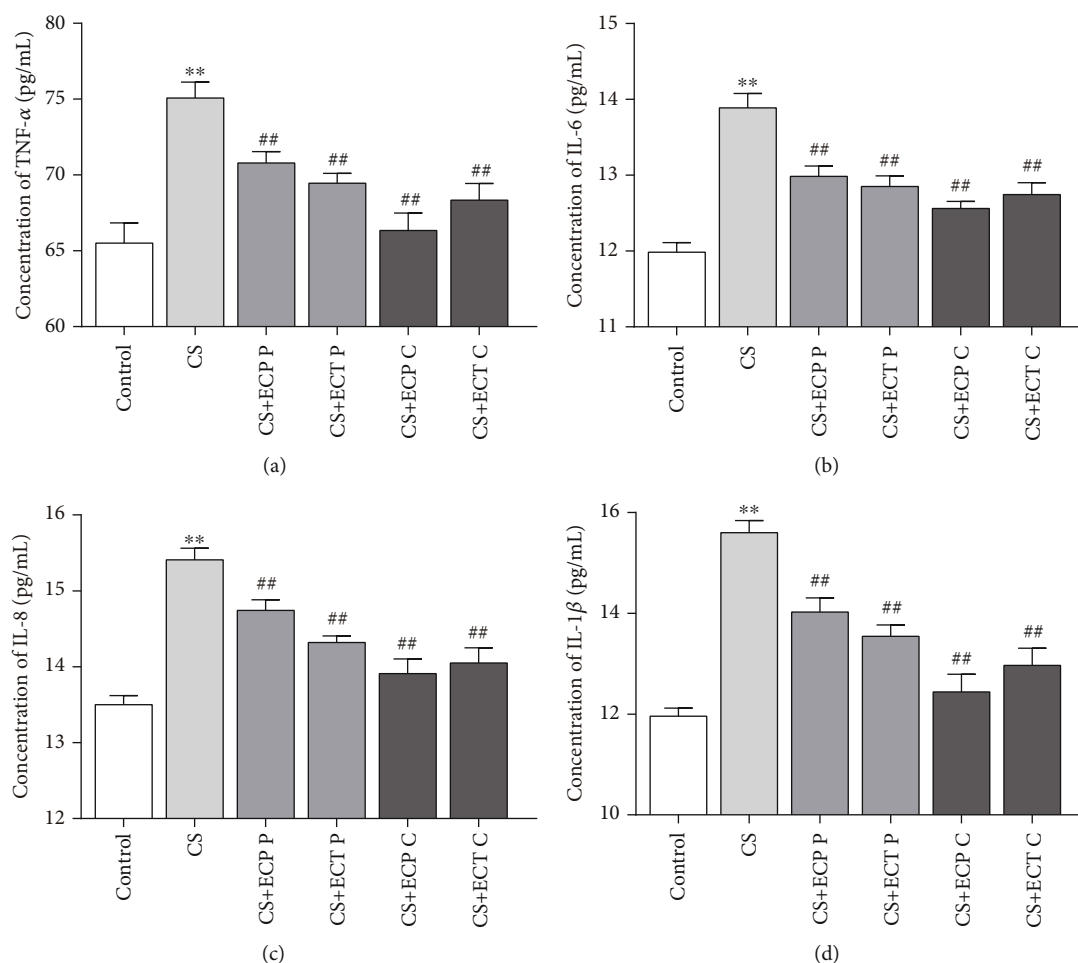 80
75
70
65
60
Concentration of TNF-α (pg/mL)
**
##
##
##
##
Control
CS
CS+ECP P
CS+ECT P
CS+ECP C
CS+ECT C
(a)
15
14
13
12
11
Concentration of IL-6 (pg/mL)
**
##
##
##
##
Control
CS
CS+ECP P
CS+ECT P
CS+ECP C
CS+ECT C
(b)
16
15
14
13
12
Concentration of IL-8 (pg/mL)
**
##
##
##
##
Control
CS
CS+ECP P
CS+ECT P
CS+ECP C
CS+ECT C
(c)
16
14
12
10
Concentration of IL-1β (pg/mL)
**
##
##
##
##
Control
CS
CS+ECP P
CS+ECT P
CS+ECP C
CS+ECT C
(d)